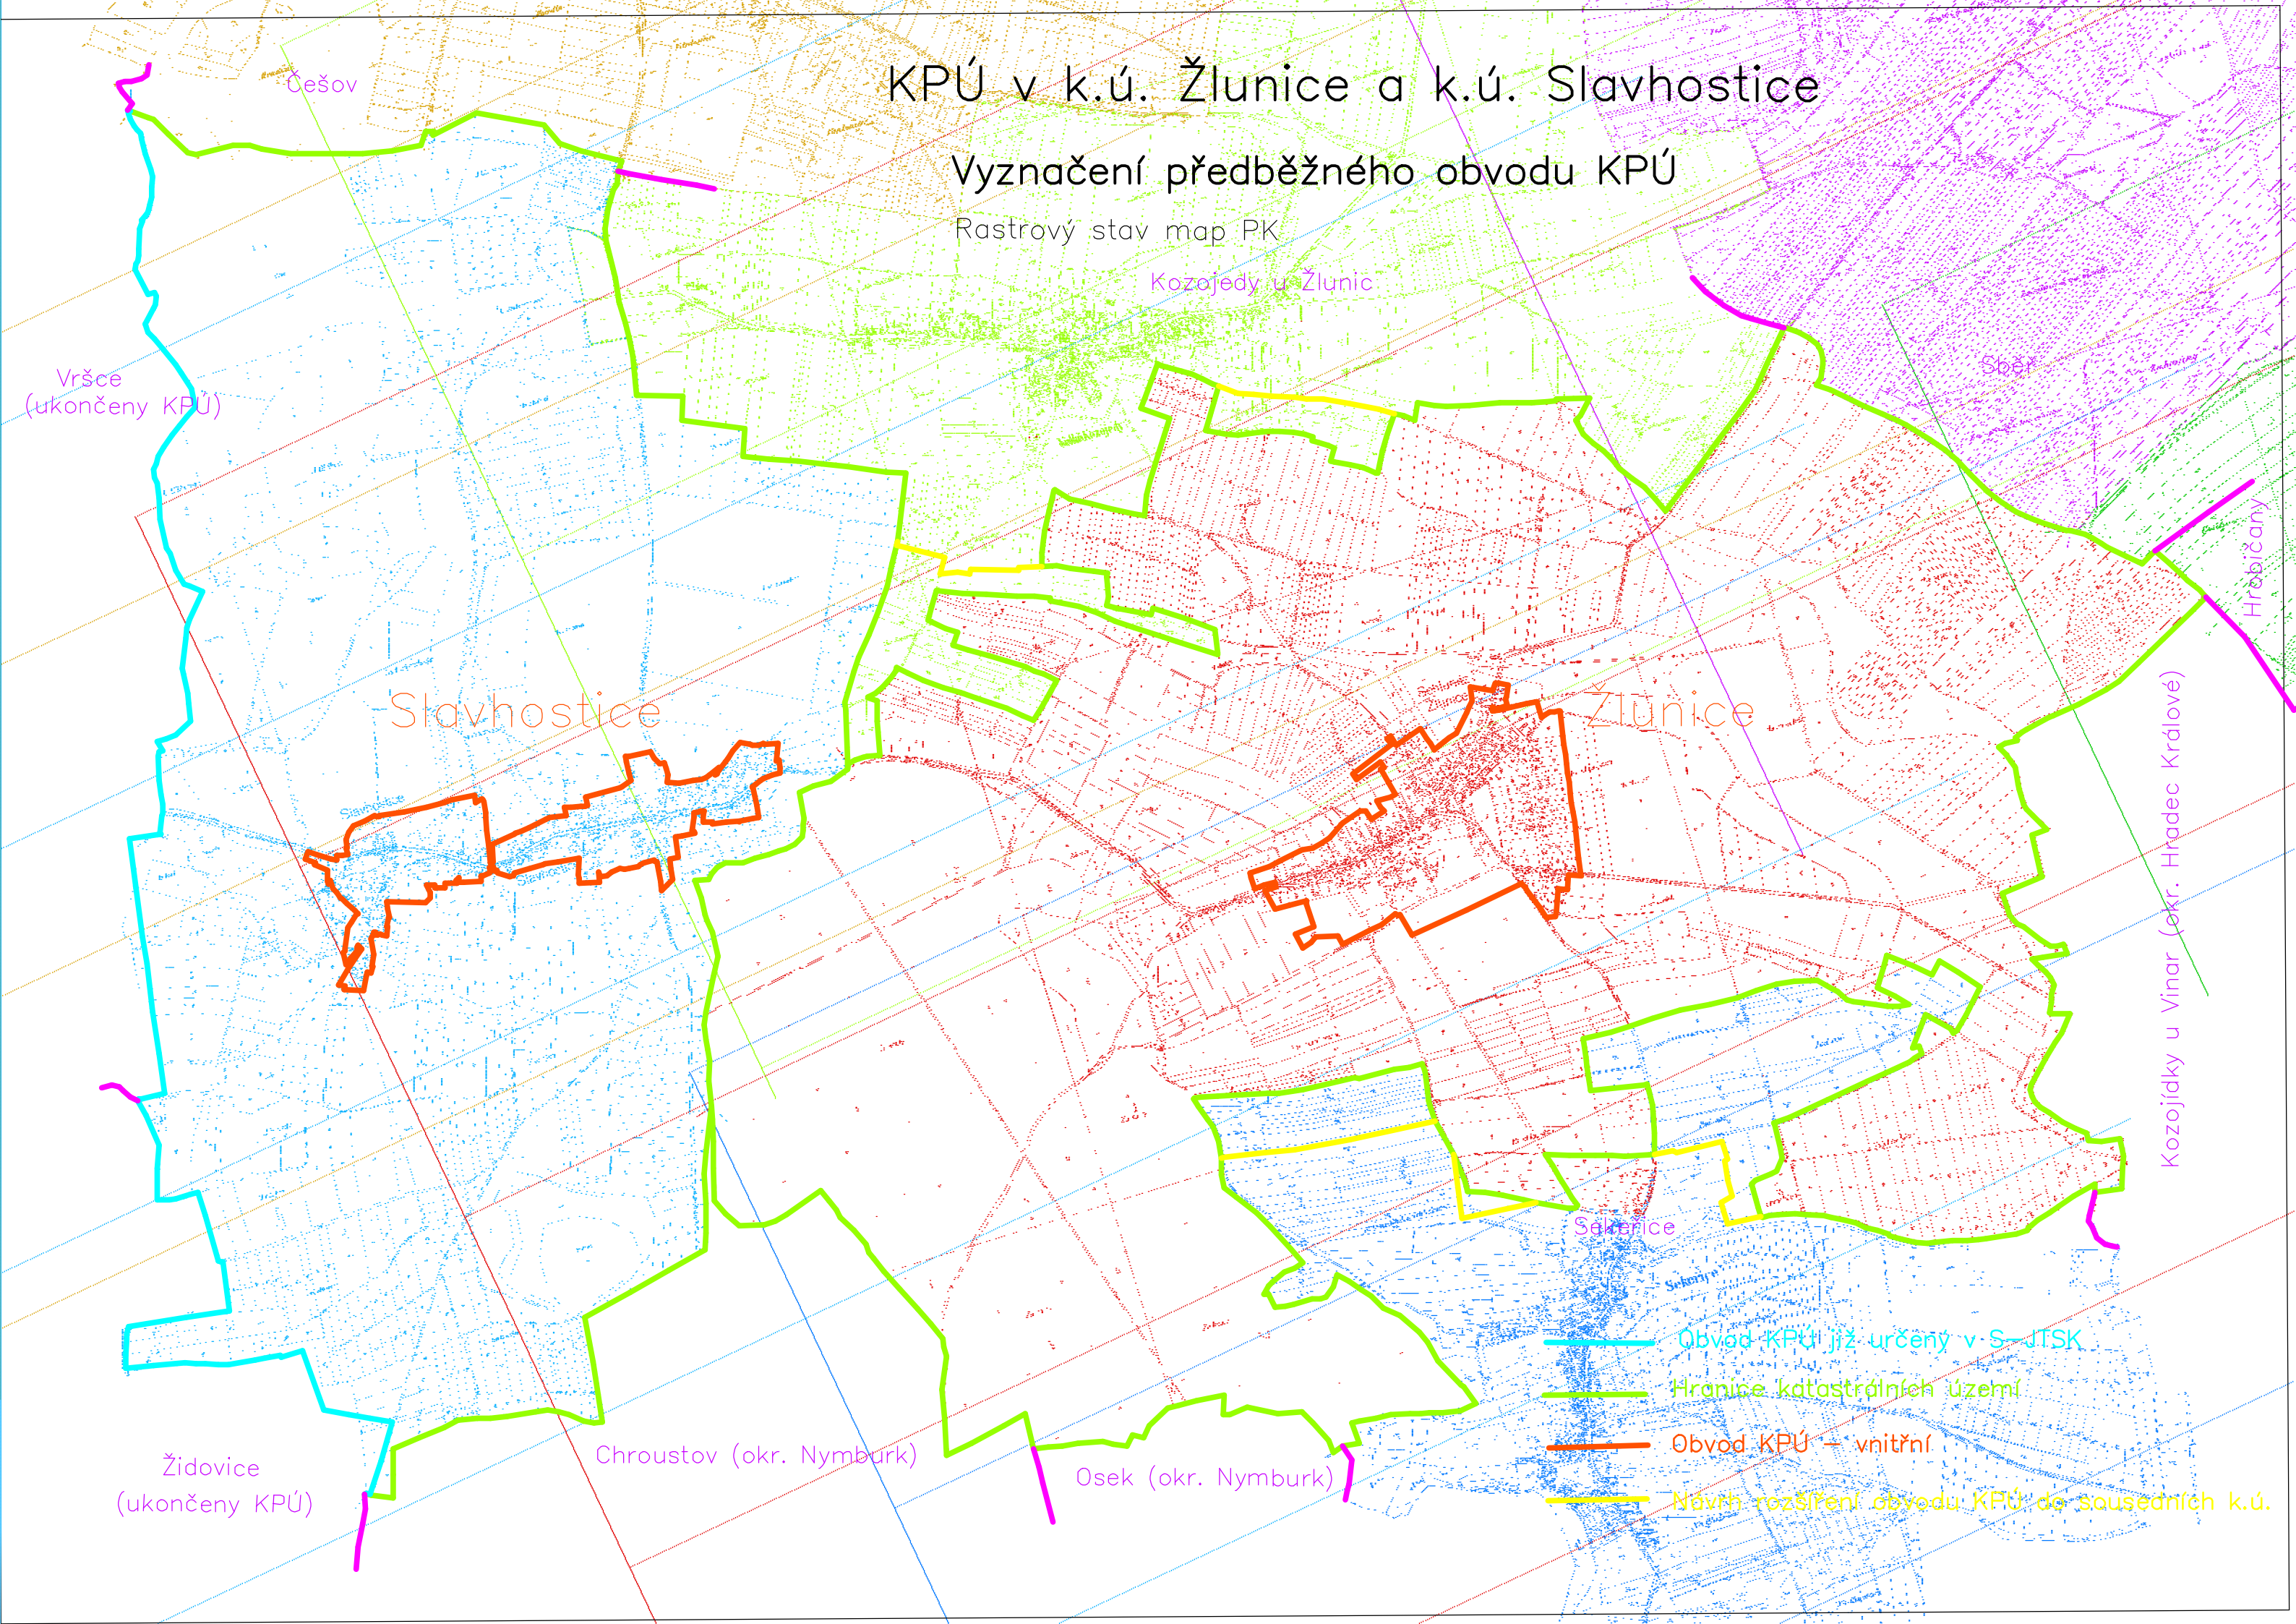 KPÚ v k.ú. Žlunice a k.ú. Slavhostice
Češov
Vyznačení předběžného obvodu KPÚ
Rastrový stav map PK
Kozojedy u Žlunic
Sběř
Vršce
(ukončeny KPÚ)
Hrobičany
Slavhostice
Žlunice
Kozojídky u Vinar (okr. Hradec Králové)
Sekeřice
Sekeřice
Obvod KPÚ již určený v S-JTSK
Hranice katastrálních území
Obvod KPÚ - vnitřní
Návrh rozšíření obvodu KPÚ do sousedních k.ú.
Chroustov (okr. Nymburk)
Osek (okr. Nymburk)
Židovice
(ukončeny KPÚ)